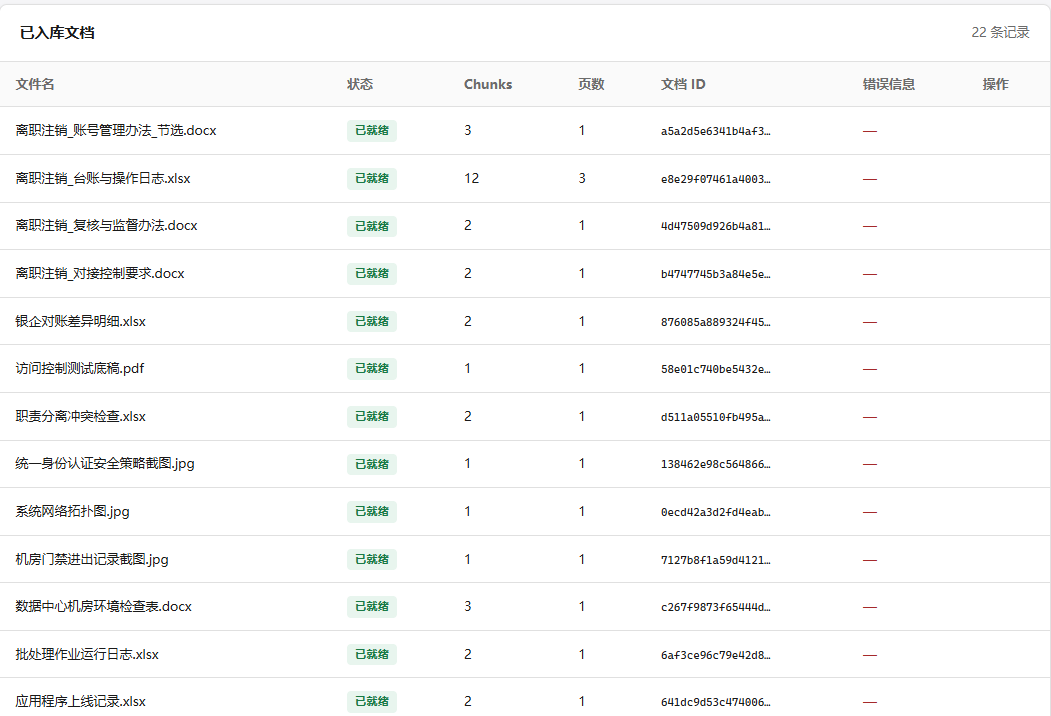 已入库文档 22 条记录
文件名 状态 Chunks 页数 文档 ID 错误信息 操作
离职注销_账号管理办法_节选.docx 已就绪 3 1 a5a2d5e6341b4af3… —
离职注销_台账与操作日志.xlsx 已就绪 12 3 e8e29f07461a4003… —
离职注销_复核与监督办法.docx 已就绪 2 1 4d47509d926b4a81… —
离职注销_对接控制要求.docx 已就绪 2 1 b4747745b3a84e5e… —
银企对账差异明细.xlsx 已就绪 2 1 876085a889324f45… —
访问控制测试底稿.pdf 已就绪 1 1 58e01c740be5432e… —
职责分离冲突检查.xlsx 已就绪 2 1 d511a05510fb495a… —
统一身份认证安全策略截图.jpg 已就绪 1 1 138462e98c564866… —
系统网络拓扑图.jpg 已就绪 1 1 0ecd42a3d2fd4eab… —
机房门禁进出记录截图.jpg 已就绪 1 1 7127b8f1a59d4121… —
数据中心机房环境检查表.docx 已就绪 3 1 c267f9873f65444d… —
批处理作业运行日志.xlsx 已就绪 2 1 6af3ce96c79e42d8… —
应用程序上线记录.xlsx 已就绪 2 1 641dc9d53c474006… —